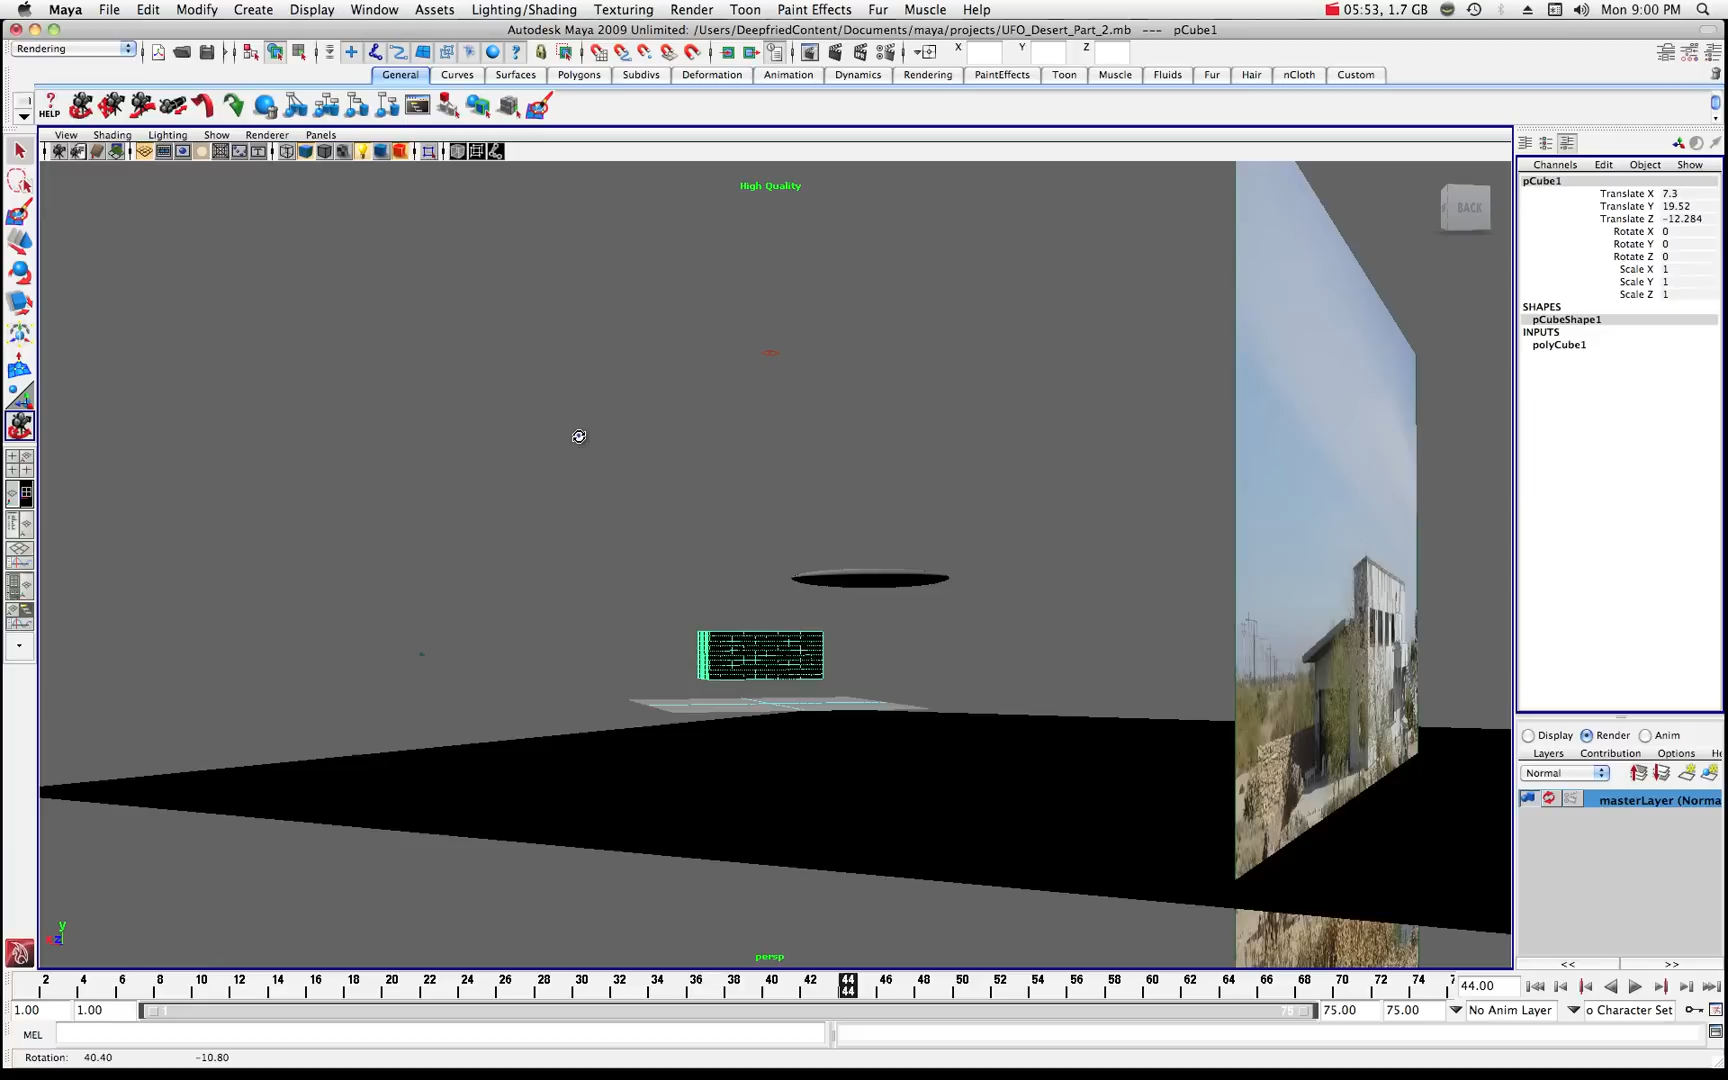 Maya File Edit Modify Create Display Window Assets Lighting/Shading Texturing Render Toon Paint Effects Fur Muscle Help 05:53, 1.7 GB Mon 9:00 PM
Autodesk Maya 2009 Unlimited: /Users/DeepfriedContent/Documents/maya/projects/UFO_Desert_Part_2.mb --- pCube1
Rendering X Y Z
General Curves Surfaces Polygons Subdivs Deformation Animation Dynamics Rendering PaintEffects Toon Muscle Fluids Fur Hair nCloth Custom
HELP
View Shading Lighting Show Renderer Panels
Channels Edit Object Show
High Quality
BACK
pCube1
Translate X 7.3
Translate Y 19.52
Translate Z -12.284
Rotate X 0
Rotate Y 0
Rotate Z 0
Scale X 1
Scale Y 1
Scale Z 1
SHAPES
pCubeShape1
INPUTS
polyCube1
Display Render Anim
Layers Contribution Options
Normal
masterLayer (Norma
y
persp
<< >>
2 4 6 8 10 12 14 16 18 20 22 24 26 28 30 32 34 36 38 40 42 44 46 48 50 52 54 56 58 60 62 64 66 68 70 72 74 44.00
44
1.00 1.00 1 75 75.00 75.00 No Anim Layer o Character Set
MEL
Rotation: 40.40 -10.80